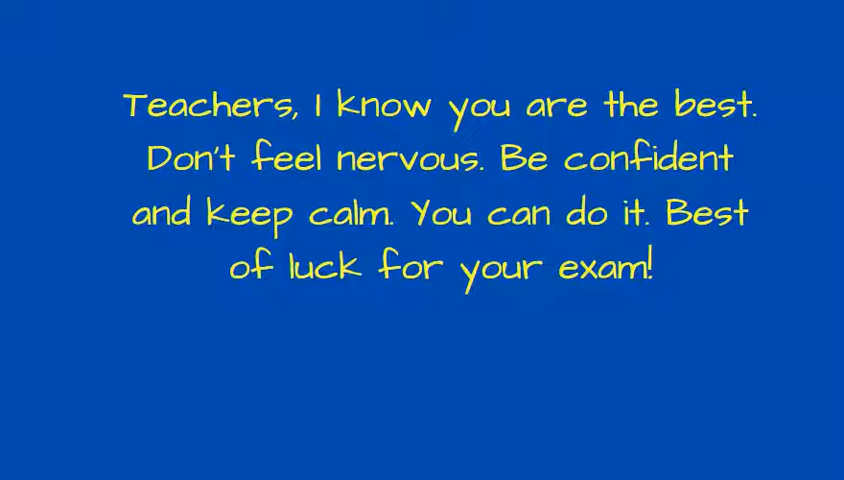 Teachers, I know you are the best.
Don't feel nervous. Be confident
and keep calm. You can do it. Best
of luck for your exam!